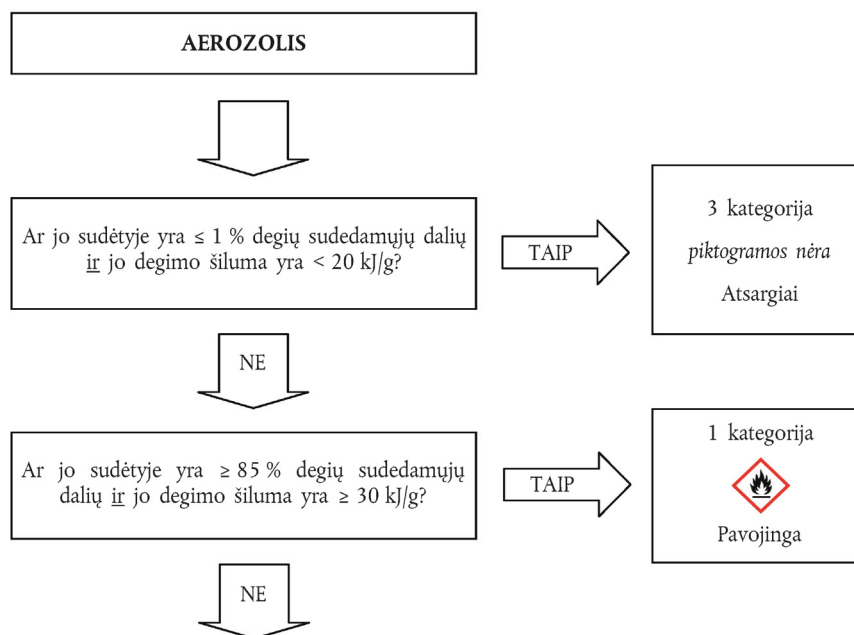 AEROZOLIS
Ar jo sudėtyje yra ≤ 1 % degių sudedamųjų dalių
ir jo degimo šiluma yra < 20 kJ/g?
TAIP
3 kategorija
piktogramos nėra
Atsargiai
NE
Ar jo sudėtyje yra ≥ 85 % degių sudedamųjų
dalių ir jo degimo šiluma yra ≥ 30 kJ/g?
TAIP
1 kategorija
Pavojinga
NE